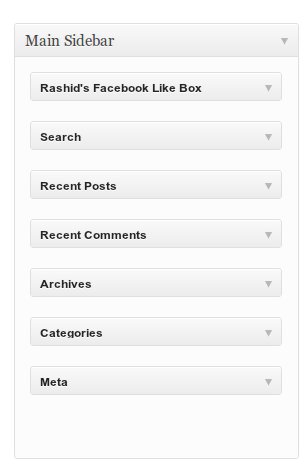 Main Sidebar
Rashid's Facebook Like Box
Search
Recent Posts
Recent Comments
Archives
Categories
Meta